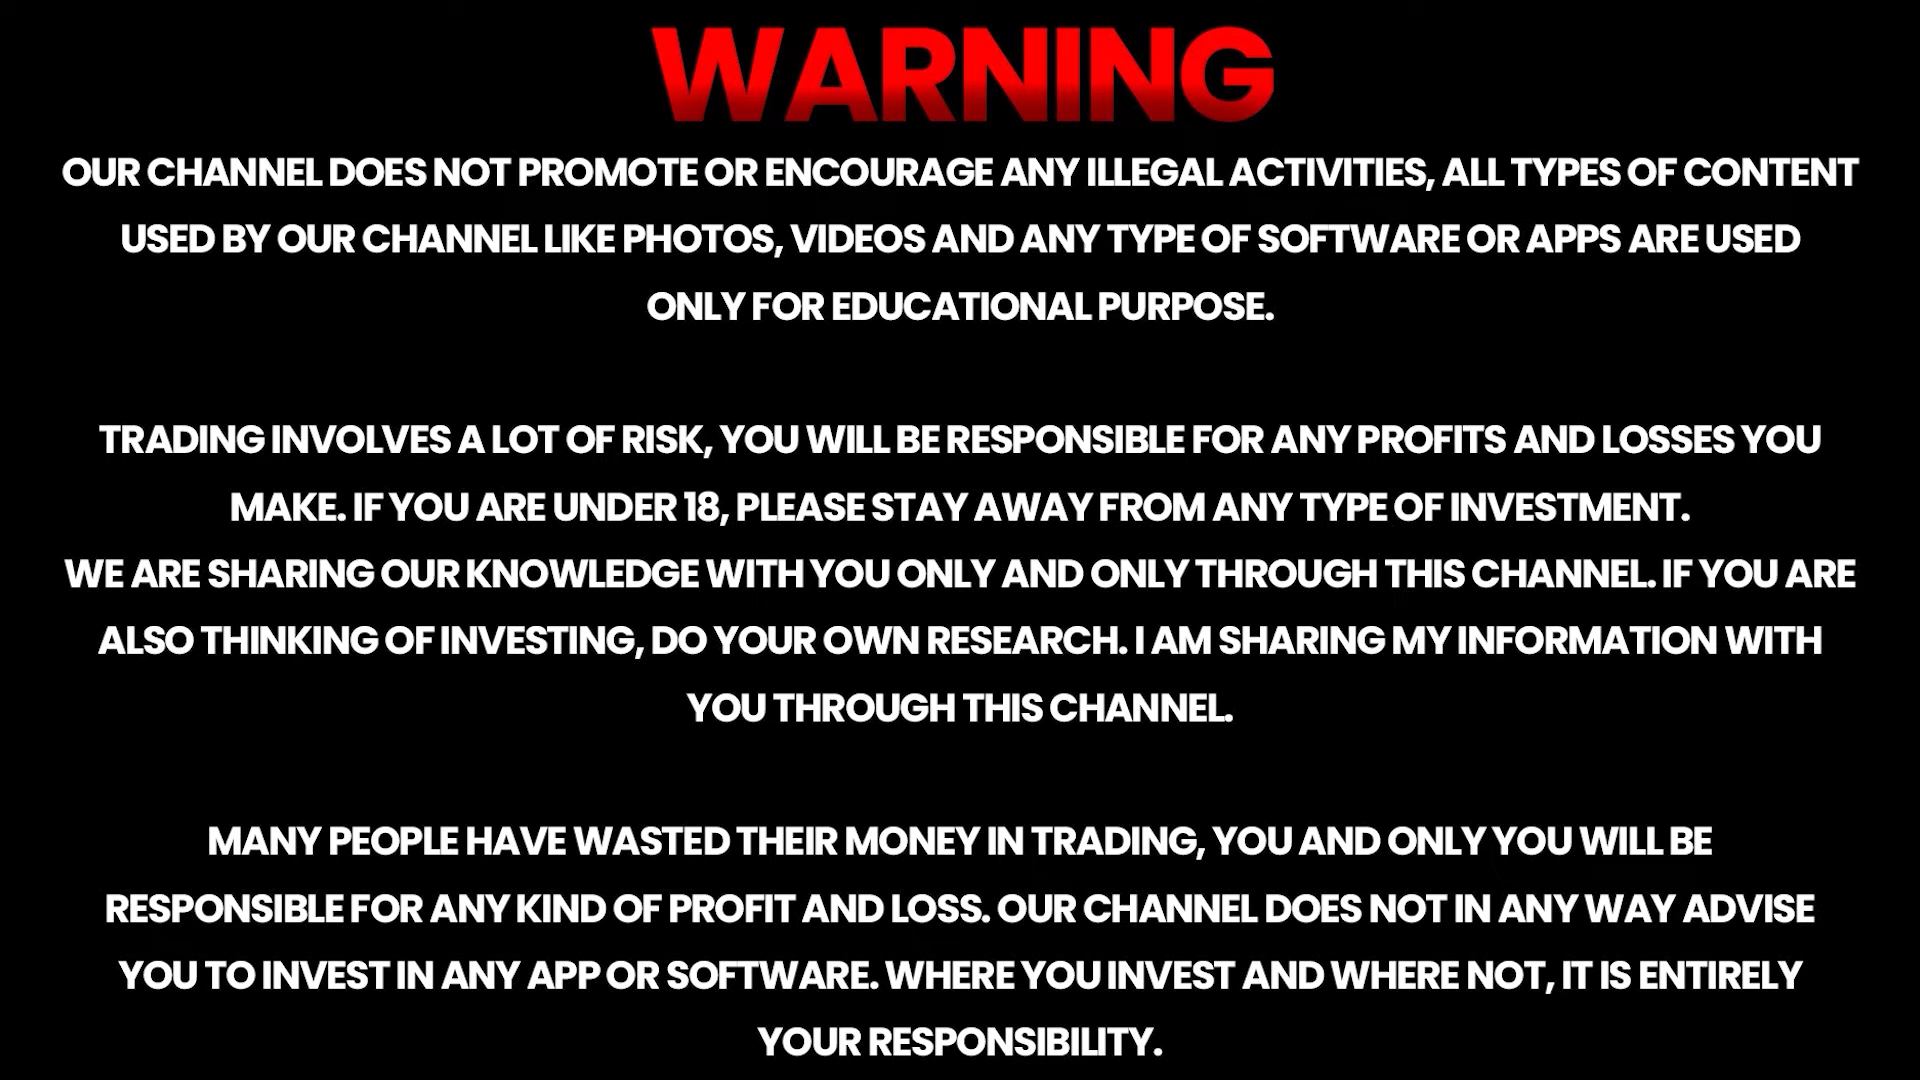 WARNING
OUR CHANNEL DOES NOT PROMOTE OR ENCOURAGE ANY ILLEGAL ACTIVITIES, ALL TYPES OF CONTENT
USED BY OUR CHANNEL LIKE PHOTOS, VIDEOS AND ANY TYPE OF SOFTWARE OR APPS ARE USED
ONLY FOR EDUCATIONAL PURPOSE.
TRADING INVOLVES A LOT OF RISK, YOU WILL BE RESPONSIBLE FOR ANY PROFITS AND LOSSES YOU
MAKE. IF YOU ARE UNDER 18, PLEASE STAY AWAY FROM ANY TYPE OF INVESTMENT.
WE ARE SHARING OUR KNOWLEDGE WITH YOU ONLY AND ONLY THROUGH THIS CHANNEL. IF YOU ARE
ALSO THINKING OF INVESTING, DO YOUR OWN RESEARCH. I AM SHARING MY INFORMATION WITH
YOU THROUGH THIS CHANNEL.
MANY PEOPLE HAVE WASTED THEIR MONEY IN TRADING, YOU AND ONLY YOU WILL BE
RESPONSIBLE FOR ANY KIND OF PROFIT AND LOSS. OUR CHANNEL DOES NOT IN ANY WAY ADVISE
YOU TO INVEST IN ANY APP OR SOFTWARE. WHERE YOU INVEST AND WHERE NOT, IT IS ENTIRELY
YOUR RESPONSIBILITY.